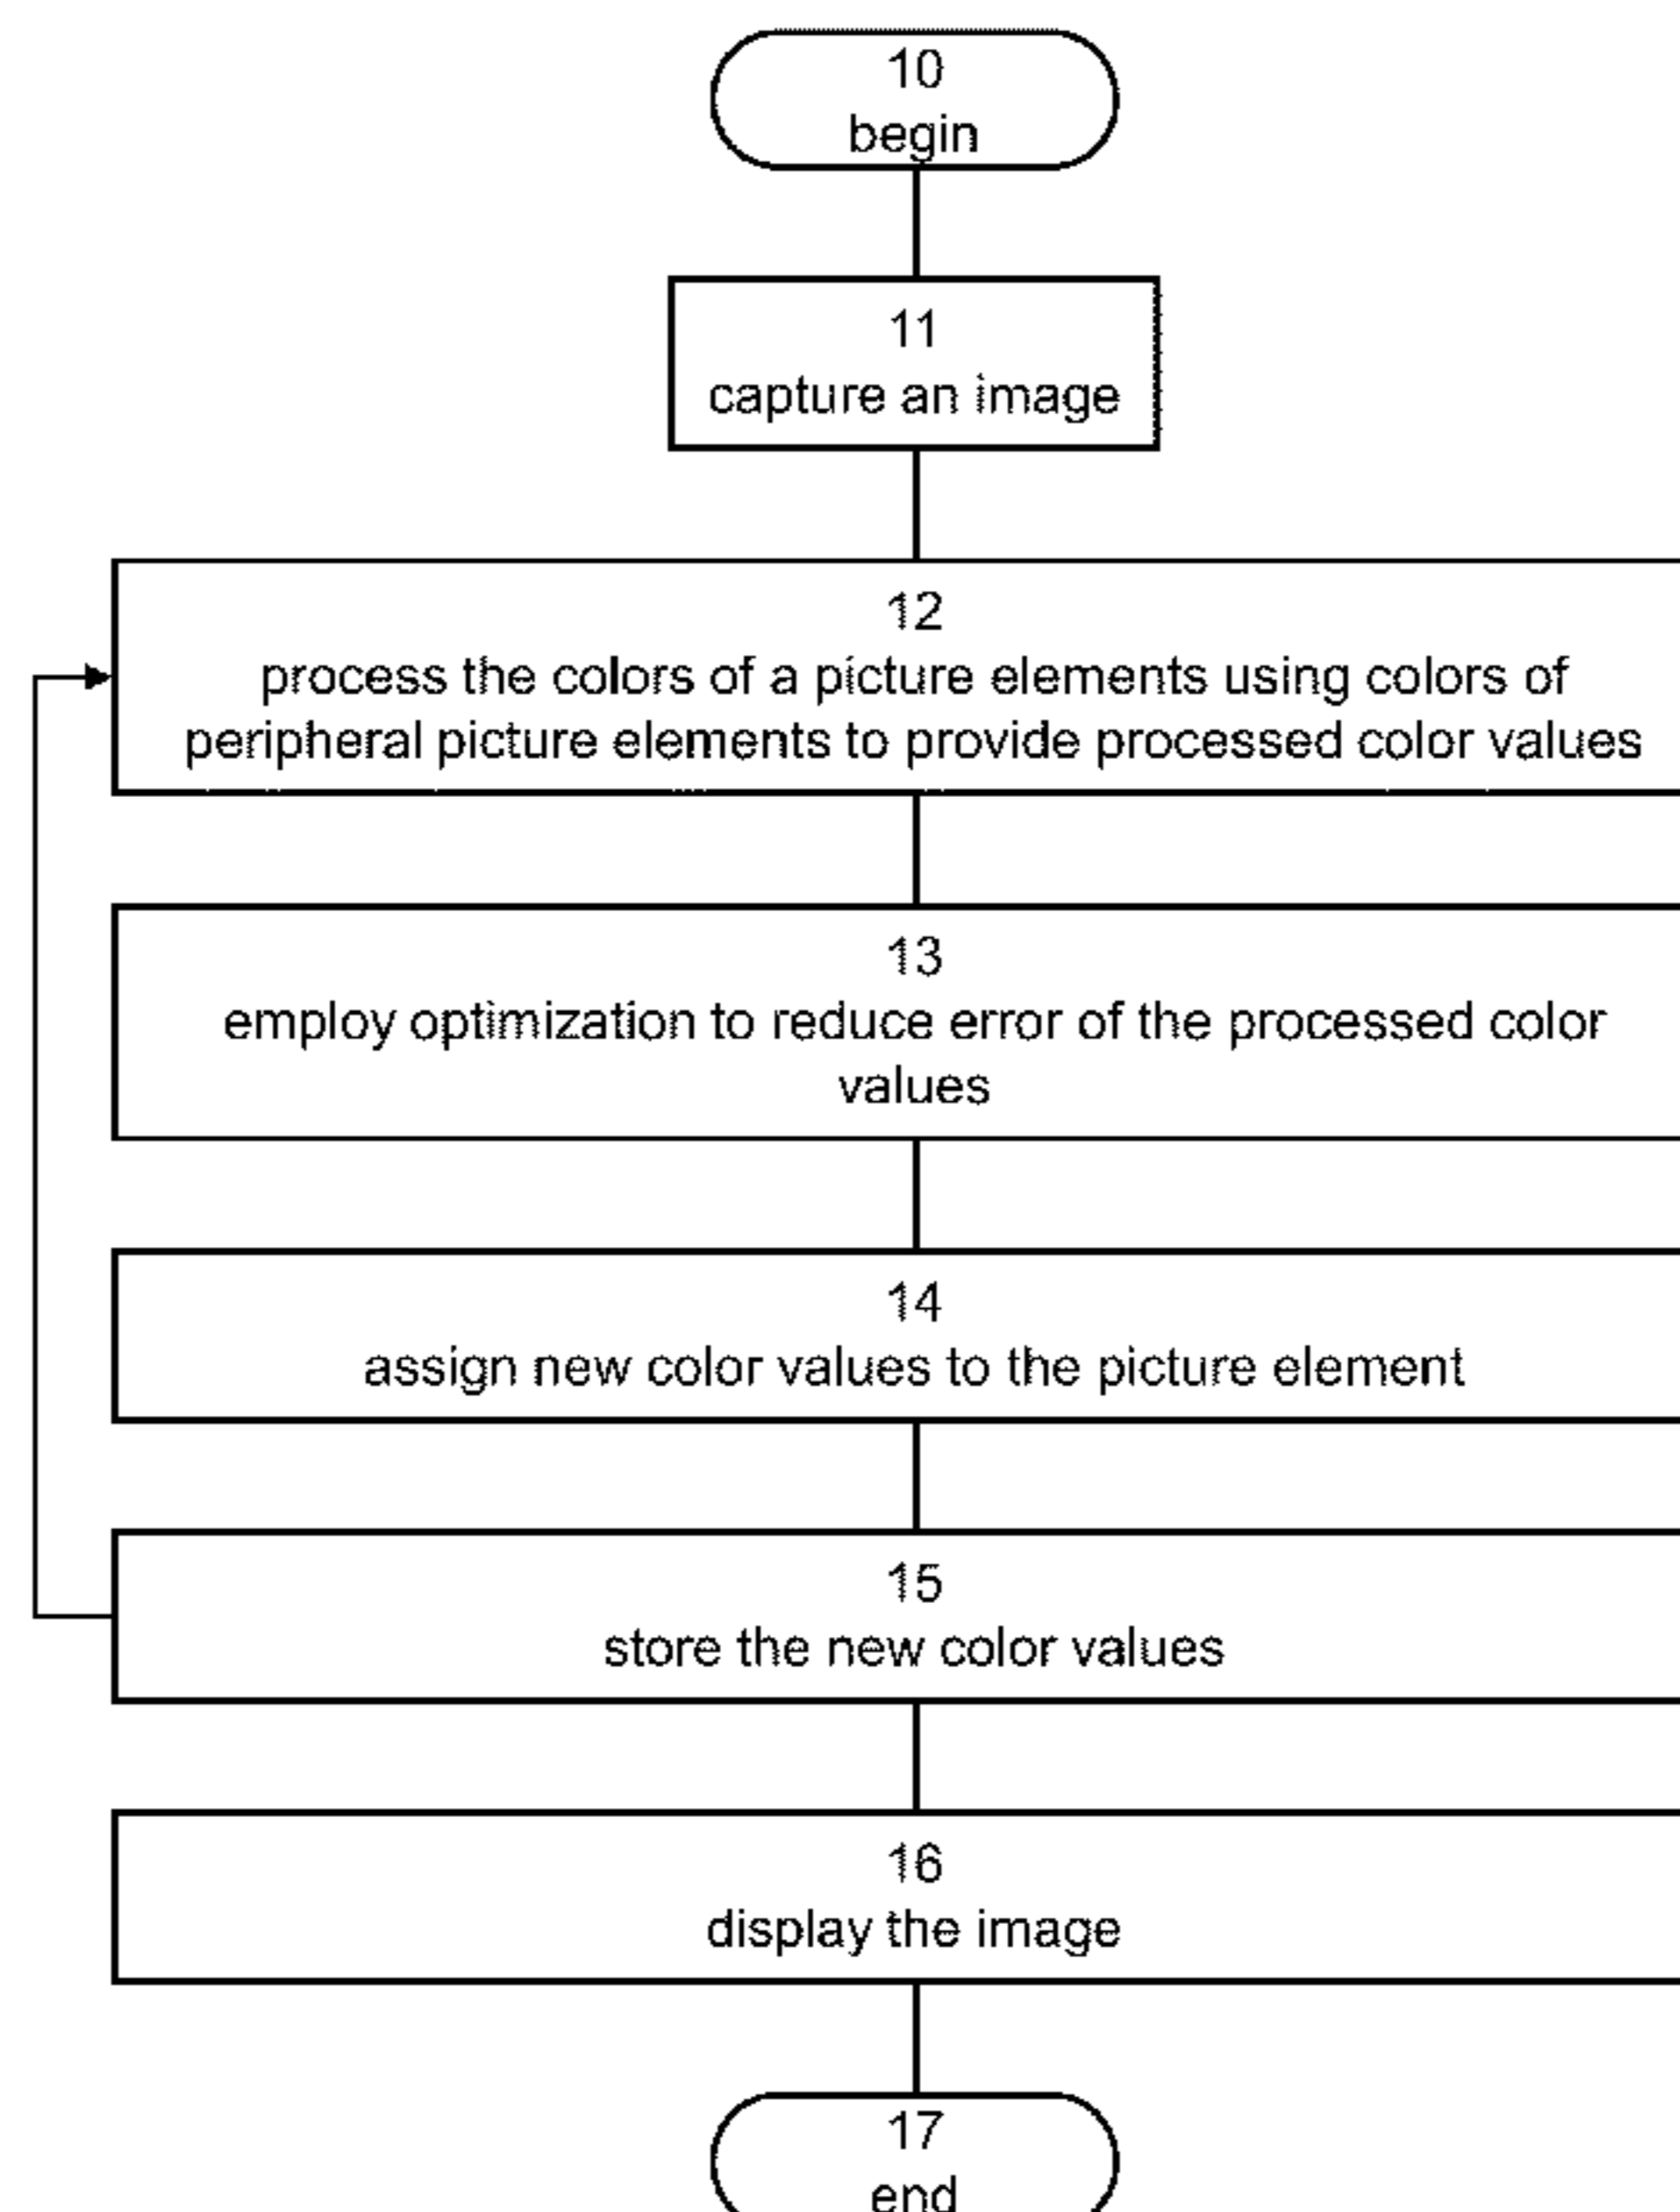 10
begin
11
capture an image
12
process the colors of a picture elements using colors of
peripheral picture elements to provide processed color values
13
employ optimization to reduce error of the processed color
values
14
assign new color values to the picture element
15
store the new color values
16
display the image
17
end